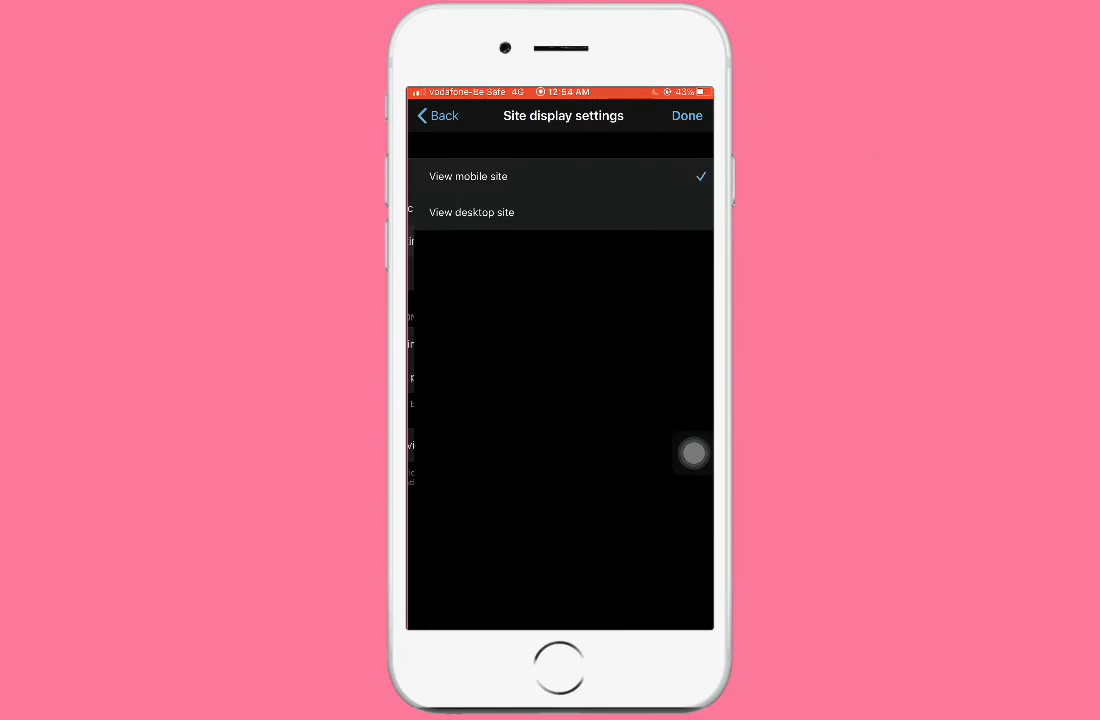 Vodafone-Be Safe 4G 12:54 AM 43%
Back Site display settings Done
View mobile site
View desktop site